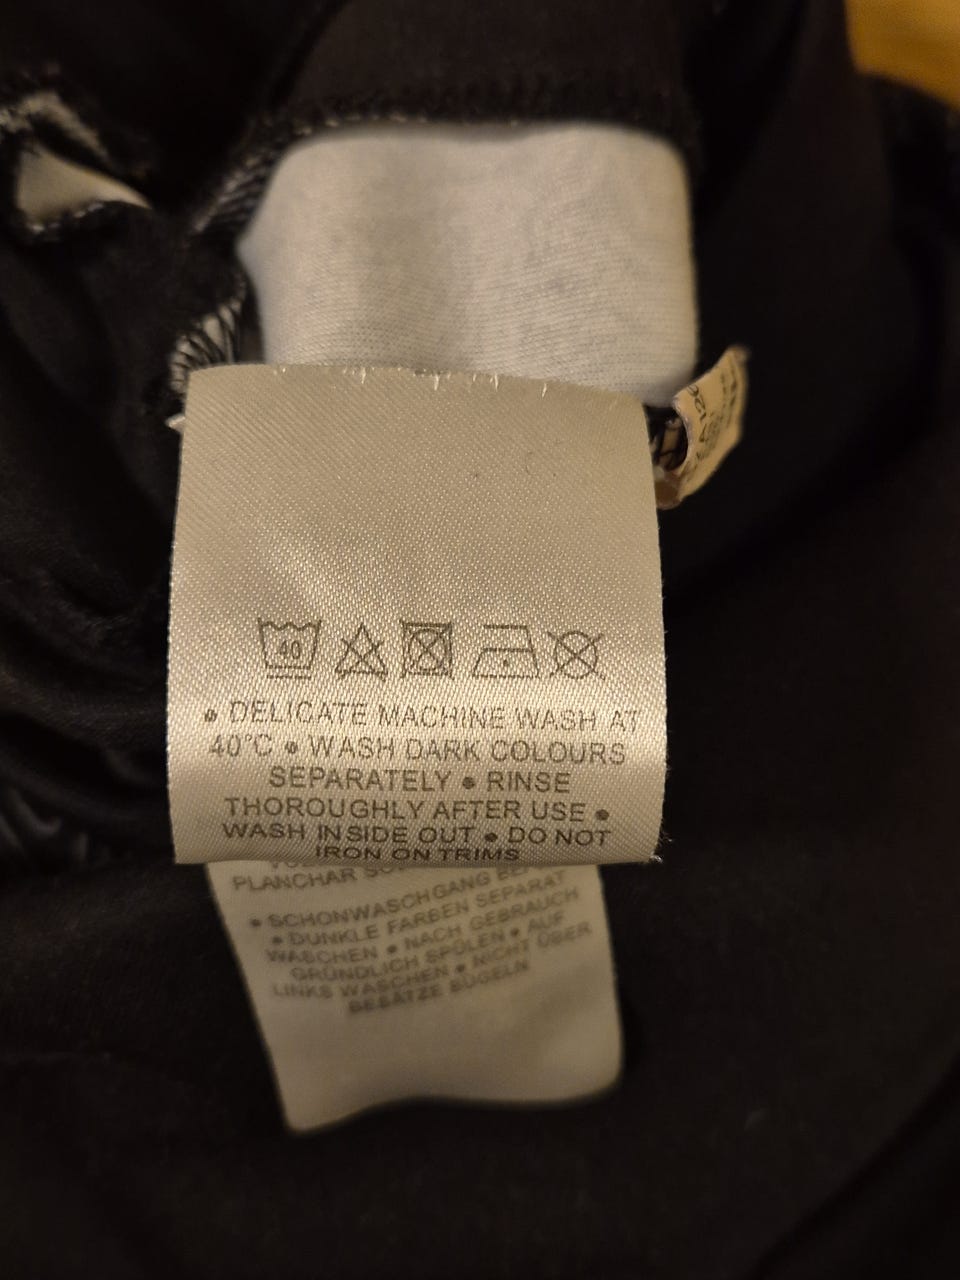 40
• DELICATE MACHINE WASH AT
40°C • WASH DARK COLOURS
SEPARATELY • RINSE
THOROUGHLY AFTER USE •
WASH INSIDE OUT • DO NOT
IRON ON TRIMS
PLANCHAR
• SCHONWASCHGANG
• DUNKLE FARBEN SEPARAT
WASCHEN • NACH GEBRAUCH
GRÜNDLICH SPÜLEN • AUF
LINKS WASCHEN • NICHT ÜBER
BESÄTZE BÜGELN